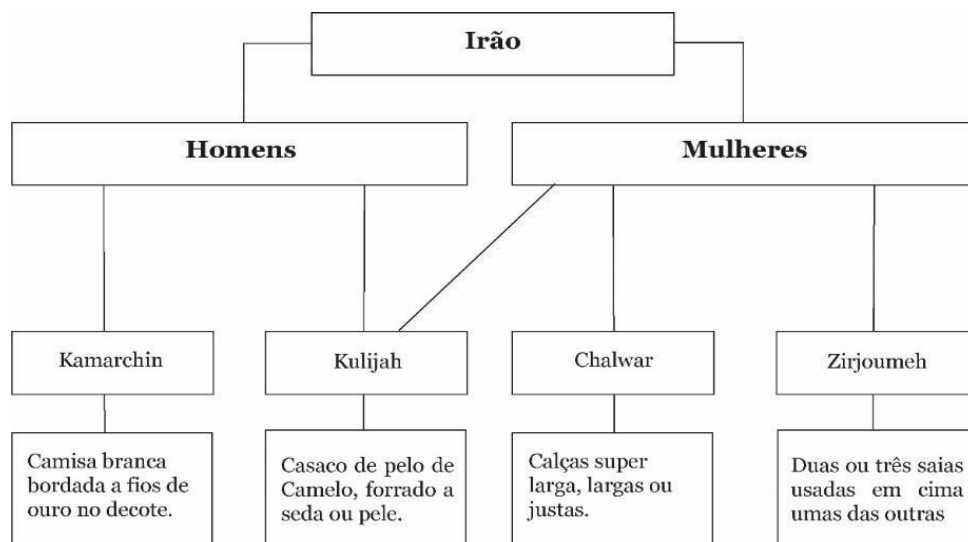 Irão
Homens
Mulheres
Kamarchin
Kulijah
Chalwar
Zirjoumeh
Camisa branca
bordada a fios de
ouro no decote.
Casaco de pelo de
Camelo, forrado a
seda ou pele.
Calças super
larga, largas ou
justas.
Duas ou três saias
usadas em cima
umas das outras